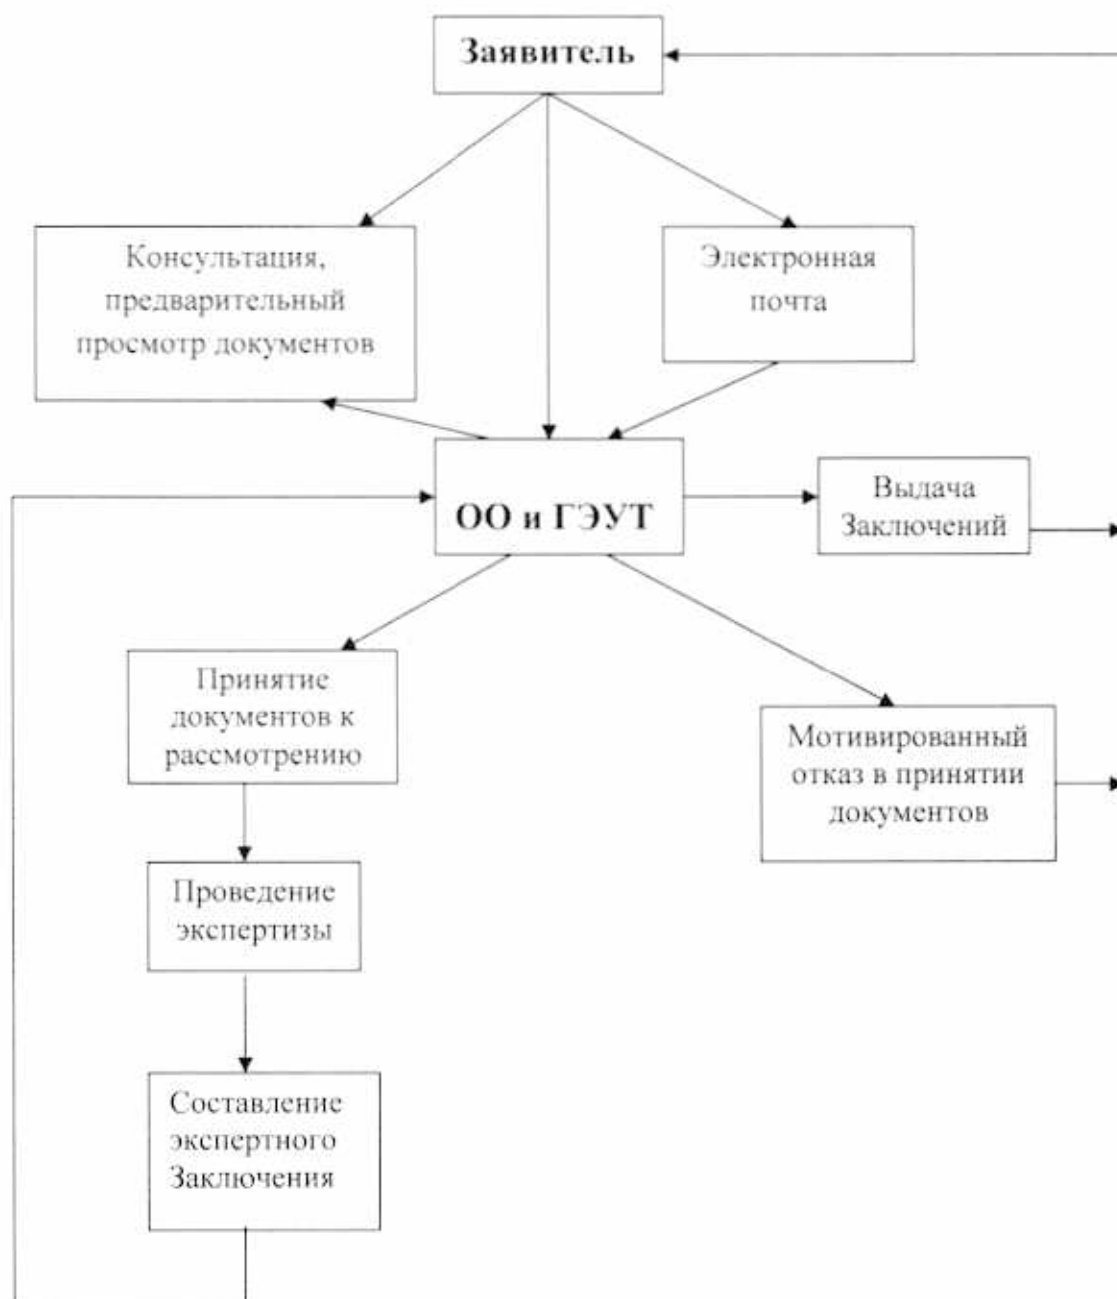 Заявитель
Консультация,
предварительный
просмотр документов
Электронная
почта
ОО и ГЭУТ
Выдача
Заключений
Принятие
документов к
рассмотрению
Мотивированный
отказ в принятии
документов
Проведение
экспертизы
Составление
экспертного
Заключения